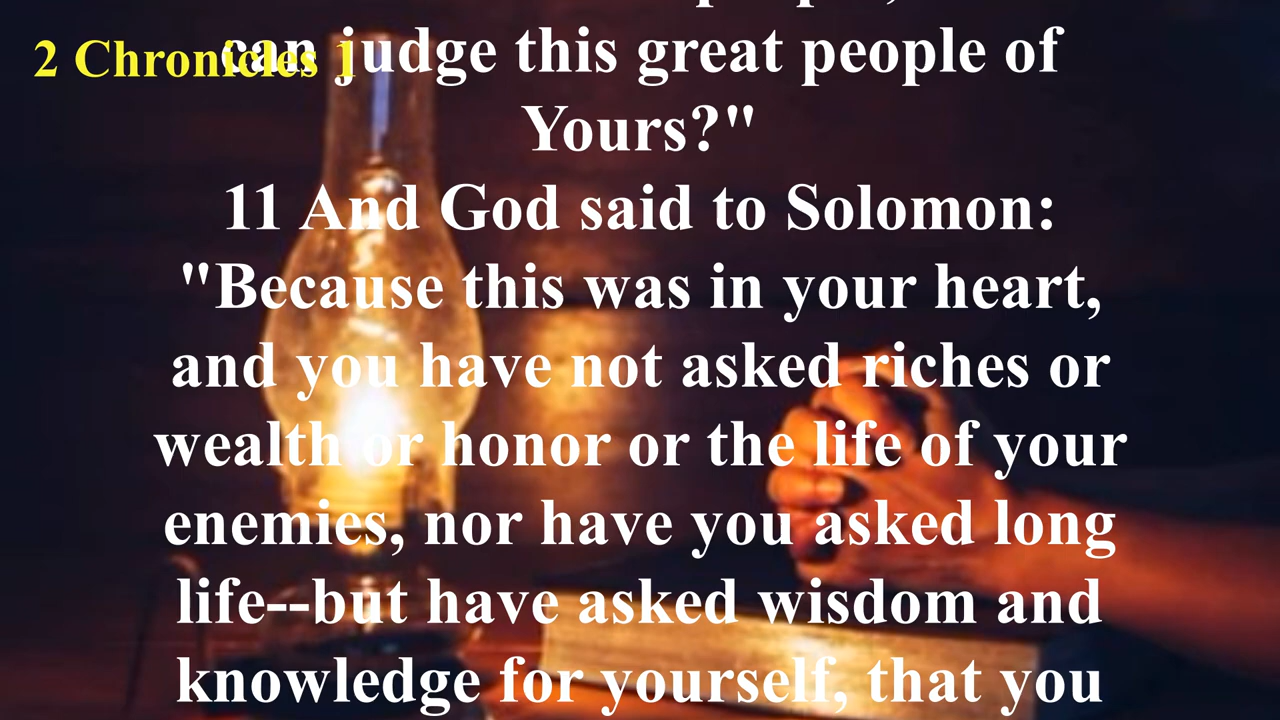 2 Chronicles 1
can judge this great people of
Yours?"
11 And God said to Solomon:
"Because this was in your heart,
and you have not asked riches or
wealth or honor or the life of your
enemies, nor have you asked long
life--but have asked wisdom and
knowledge for yourself, that you